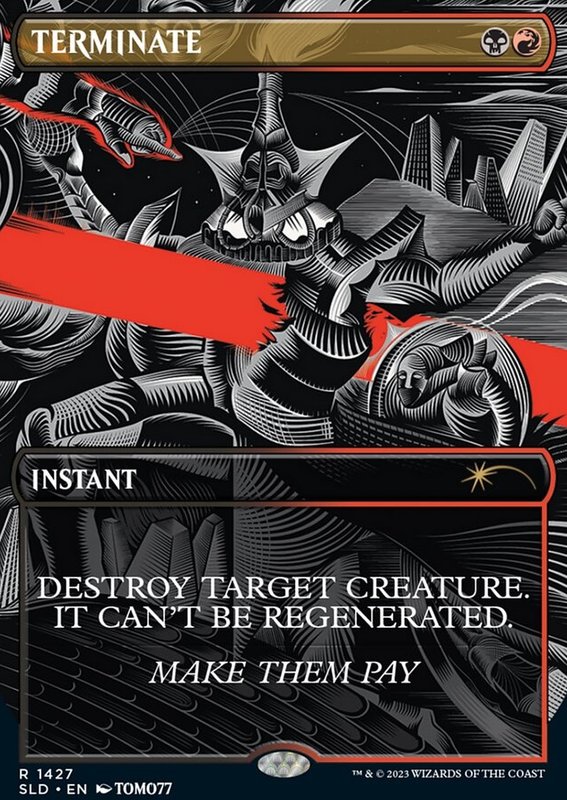 TERMINATE
INSTANT
DESTROY TARGET CREATURE.
IT CAN'T BE REGENERATED.
MAKE THEM PAY
R 1427
SLD • EN TOMO77
™ & © 2023 WIZARDS OF THE COAST